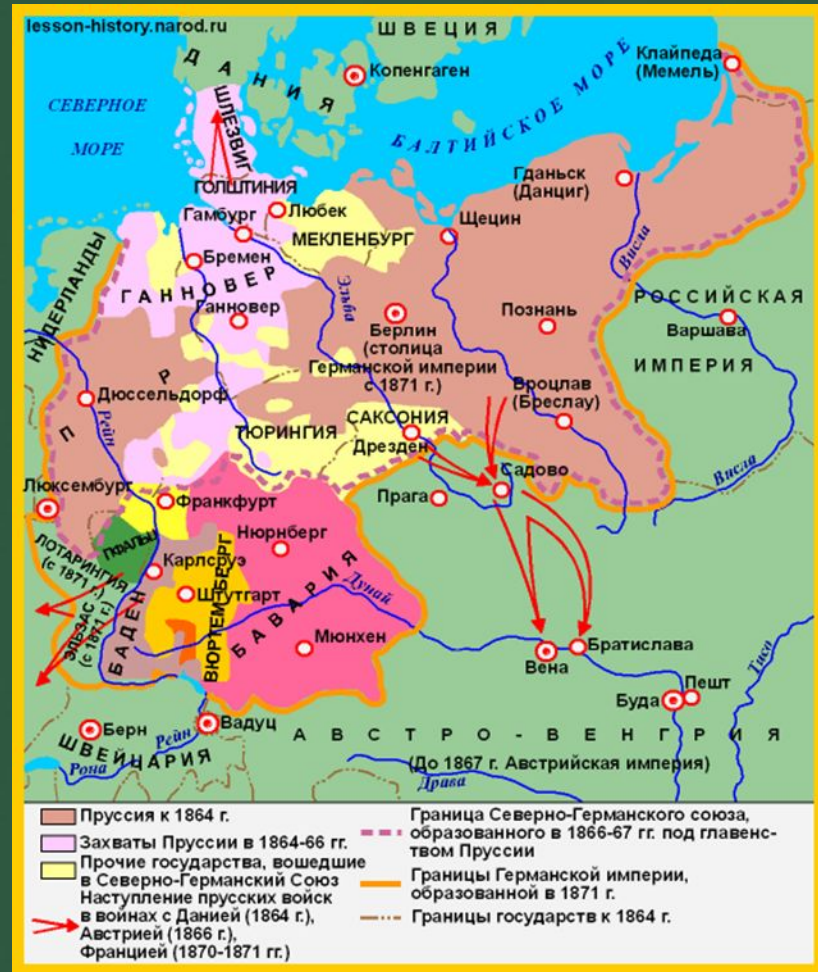 lesson-history.narod.ru
ШВЕЦИЯ
ДАНИЯ
Копенгаген
Клайпеда
(Мемель)
СЕВЕРНОЕ
МОРЕ
БАЛТИЙСКОЕ МОРЕ
ШЛЕЗВИГ
Гданьск
(Данциг)
ГОЛШТИНИЯ
Любек
Гамбург
МЕКЛЕНБУРГ
Щецин
Висла
Бремен
НИДЕРЛАНДЫ
ГАННОВЕР
Ганновер
Эльба
Берлин
(столица
Германской империи
с 1871 г.)
Познань
РОССИЙСКАЯ
Варшава
ИМПЕРИЯ
П Р
Дюссельдорф
Рейн
Вроцлав
(Бреслау)
САКСОНИЯ
ТЮРИНГИЯ
Дрезден
Садово
Висла
Прага
Люксембург
Франкфурт
ПФАЛЬЦ
Нюрнберг
ЛОТАРИНГИЯ
(с 1871 г.)
Карлсруэ
ЭЛЬЗАС
(с 1871 г.)
Штутгарт
БАДЕН
ВЮРТЕМБЕРГ
БАВАРИЯ
Дунай
Мюнхен
Вена
Братислава
Тисо
Пешт
Буда
Берн
Вадуц
Рейн
ШВЕЙЦАРИЯ
Рона
АВСТРО-ВЕНГРИЯ
(До 1867 г. Австрийская империя)
Драва
Пруссия к 1864 г.
Захваты Пруссии в 1864-66 гг.
Прочие государства, вошедшие
в Северно-Германский Союз
Наступление прусских войск
в войнах с Данией (1864 г.),
Австрией (1866 г.),
Францией (1870-1871 гг.)
Граница Северно-Германского союза,
образованного в 1866-67 гг. под главенс-
твом Пруссии
Границы Германской империи,
образованной в 1871 г.
Границы государств к 1864 г.